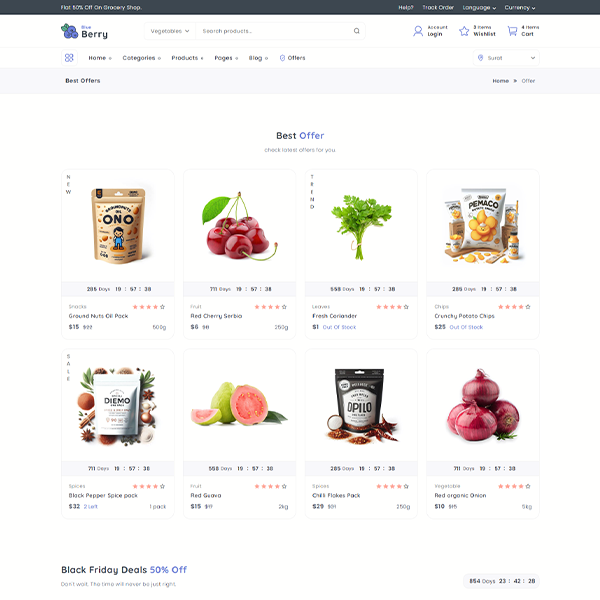 Flat 50% Off On Grocery Shop.
Help? Track Order Language Currency
Blue
Berry
Vegetables Search products...
Account
Login
3 Items
Wishlist
4 Items
Cart
Home Categories Products Pages Blog Offers
Surat
Best Offers
Home » Offer
Best Offer
Check latest offers for you.
NEW
ONO
TREND
PEMACO
285 Days 19 : 57 : 38
711 Days 19 : 57 : 38
558 Days 19 : 57 : 38
285 Days 19 : 57 : 38
Snacks
Ground Nuts Oil Pack
$15 500g
Fruit
Red Cherry Serbia
$6 250g
Leaves
Fresh Coriander
$1 Out Of Stock
Chips
Crunchy Potato Chips
$25 Out Of Stock
SALE
DIEMO
OPILO
711 Days 19 : 57 : 38
558 Days 19 : 57 : 38
285 Days 19 : 57 : 38
711 Days 19 : 57 : 38
Spices
Black Pepper Spice pack
$32 2 Left 1 pack
Fruit
Red Guava
$15 $17 2kg
Spices
Chilli Flakes Pack
$29 250g
Vegetable
Red organic Onion
$10 $15 5kg
Black Friday Deals 50% Off
Don't wait. The time will never be just right.
854 Days 23 : 42 : 28